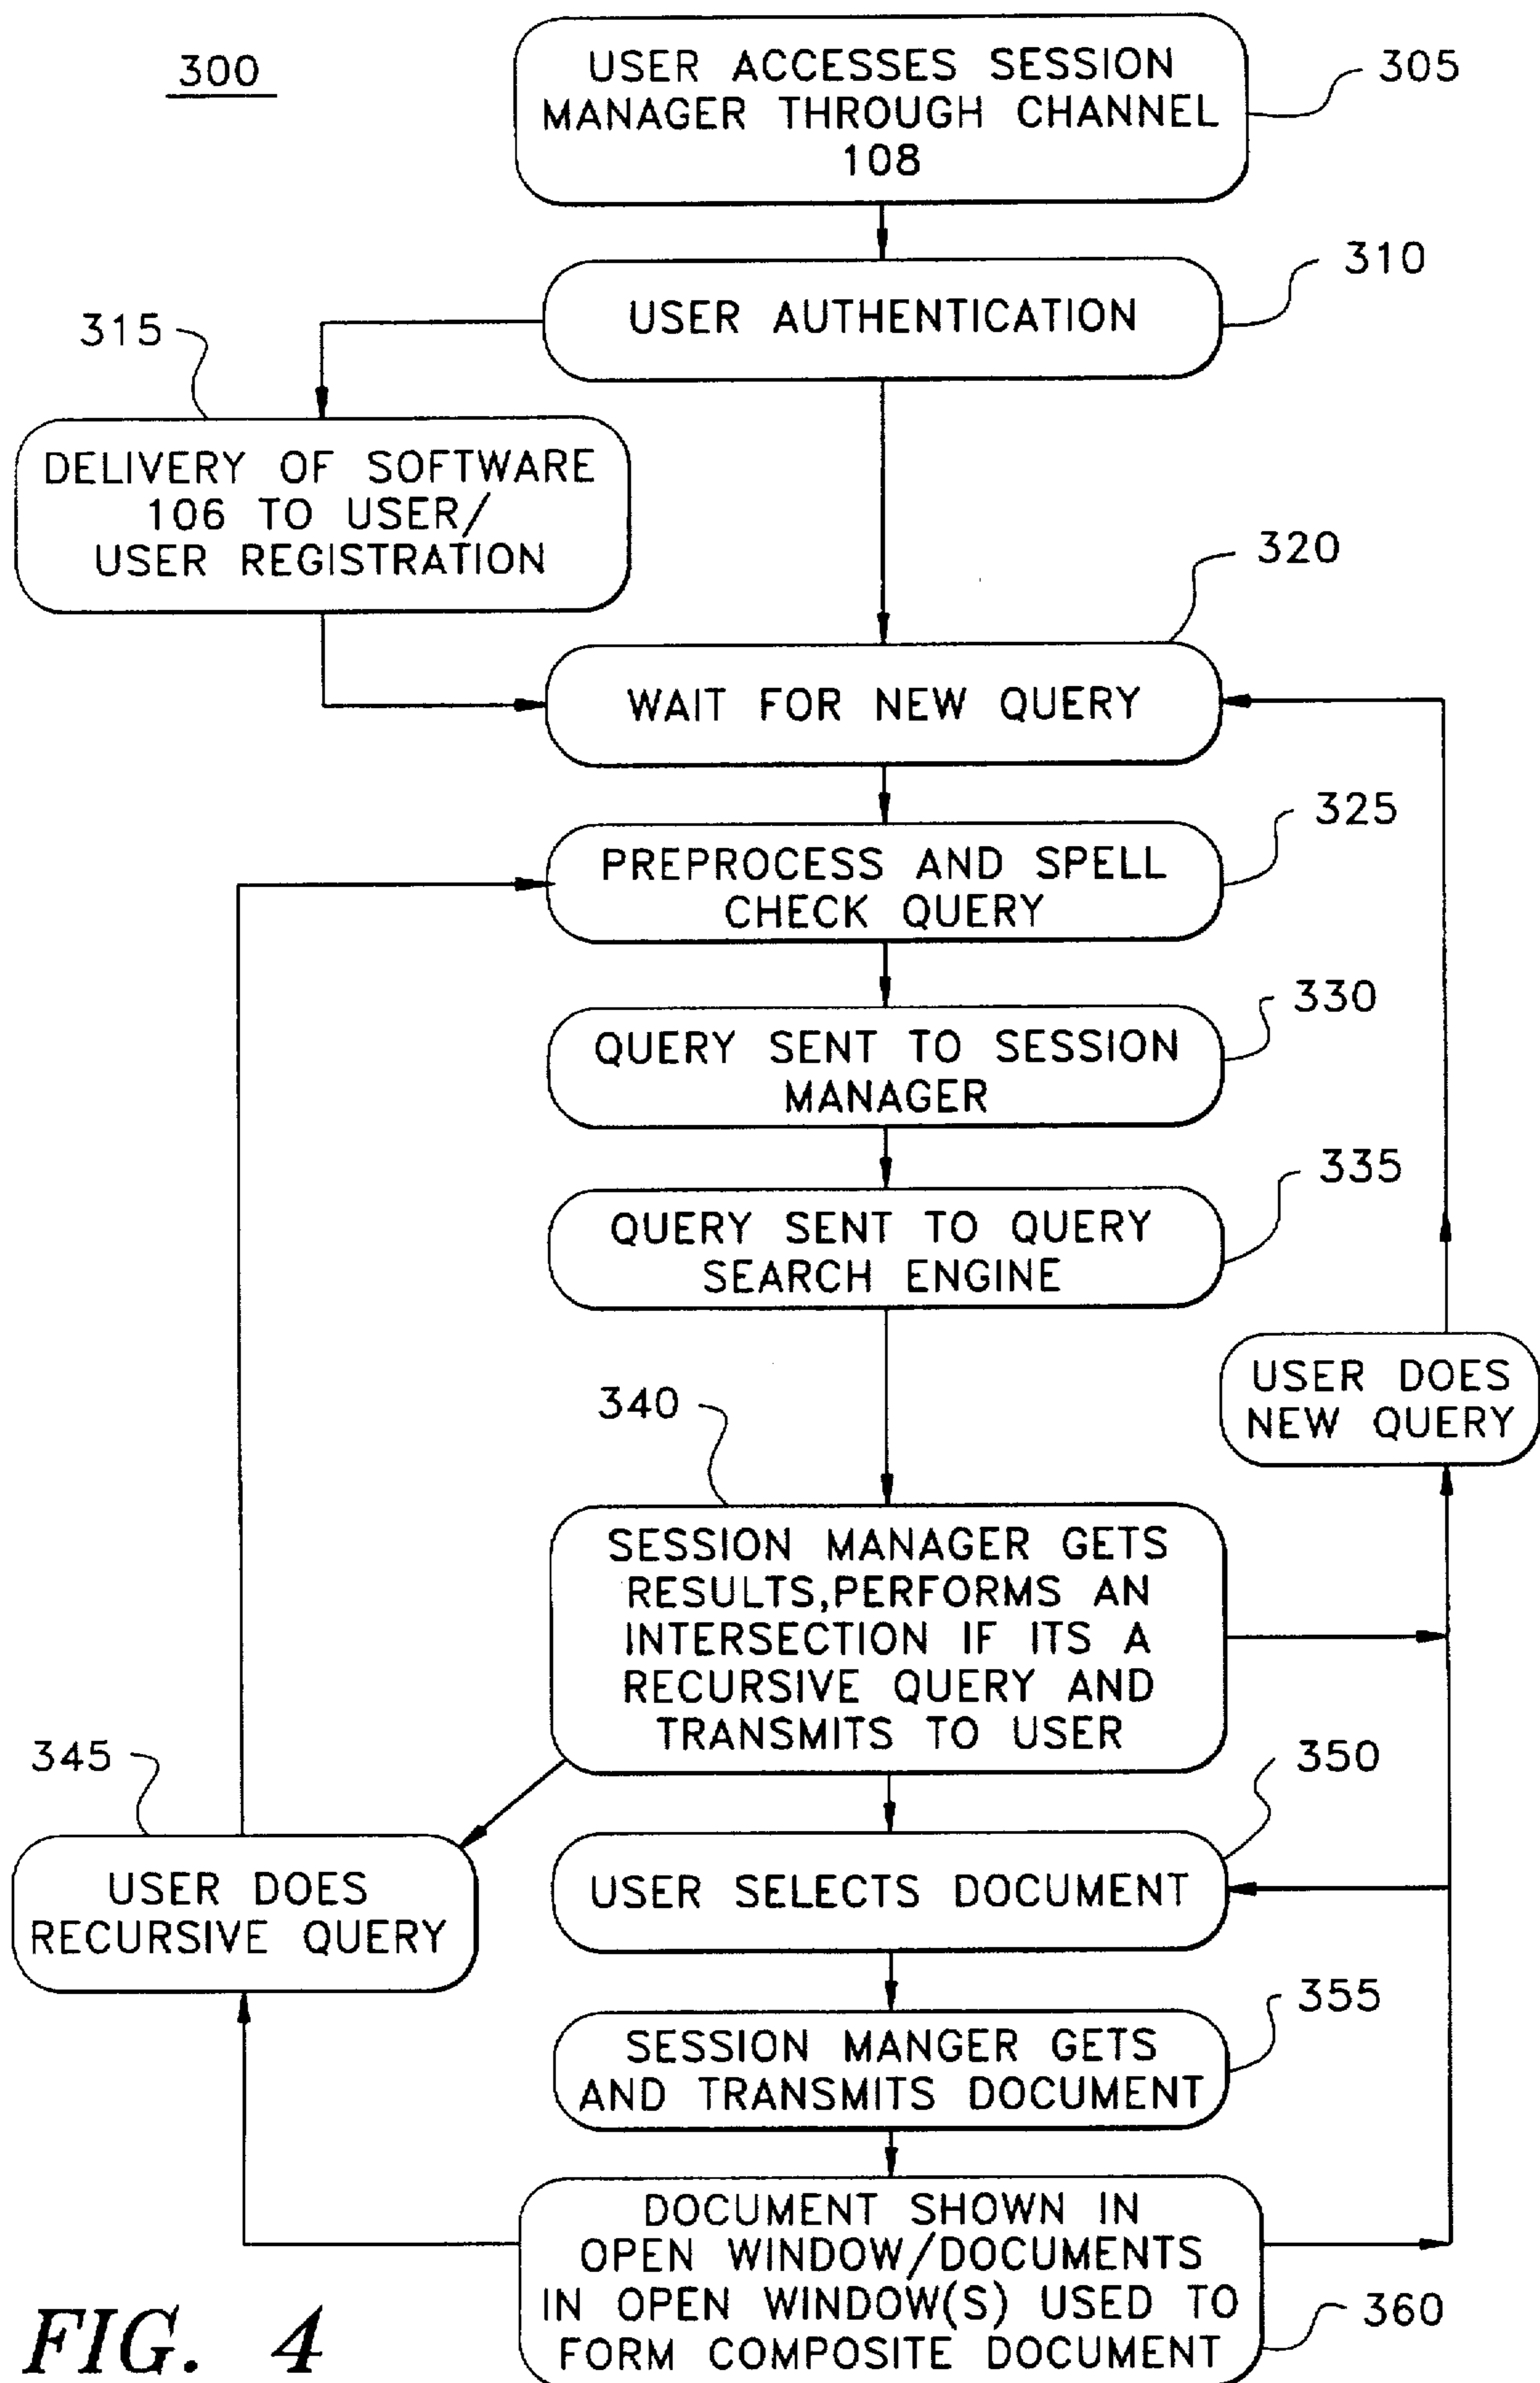 300
USER ACCESSES SESSION
MANAGER THROUGH CHANNEL
108
305
USER AUTHENTICATION
310
315
DELIVERY OF SOFTWARE
106 TO USER/
USER REGISTRATION
320
WAIT FOR NEW QUERY
325
PREPROCESS AND SPELL
CHECK QUERY
330
QUERY SENT TO SESSION
MANAGER
335
QUERY SENT TO QUERY
SEARCH ENGINE
USER DOES
NEW QUERY
340
SESSION MANAGER GETS
RESULTS,PERFORMS AN
INTERSECTION IF ITS A
RECURSIVE QUERY AND
TRANSMITS TO USER
345
USER DOES
RECURSIVE QUERY
350
USER SELECTS DOCUMENT
355
SESSION MANGER GETS
AND TRANSMITS DOCUMENT
DOCUMENT SHOWN IN
OPEN WINDOW/DOCUMENTS
IN OPEN WINDOW(S) USED TO
FORM COMPOSITE DOCUMENT
360
FIG. 4